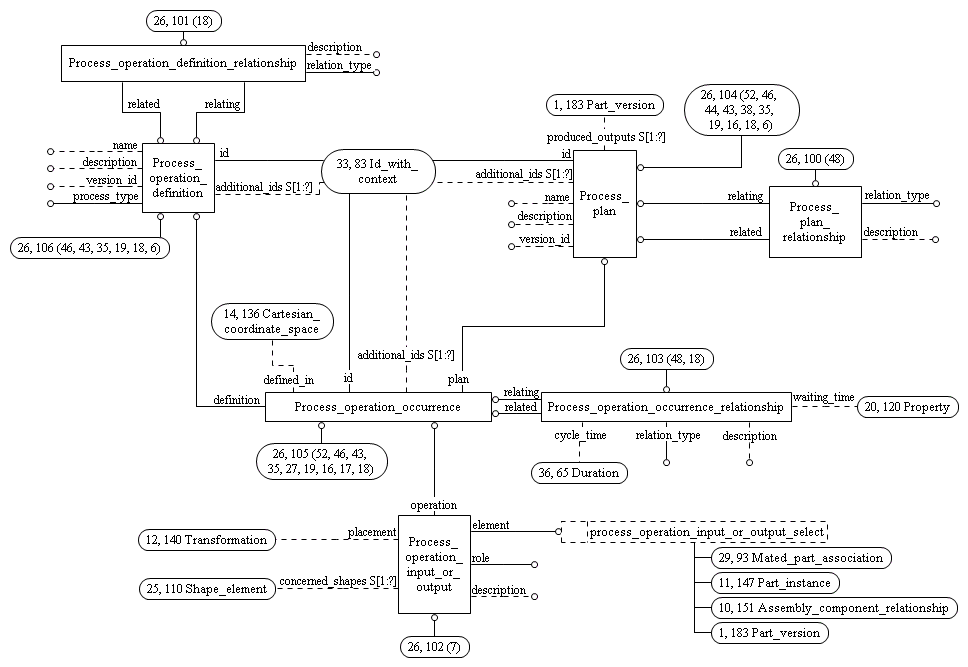 26, 101 (18)
description
Process_operation_definition_relationship
relation_type
related
relating
26, 104 (52, 46,
44, 43, 38, 35,
19, 16, 18, 6)
1, 183 Part_version
produced_outputs S[1:?]
name
description
version_id
process_type
Process_
operation_
definition
id
additional_ids S[1:?]
33, 83 Id_with_
context
id
additional_ids S[1:?]
name
description
version_id
Process_
plan
26, 100 (48)
relating
related
Process_
plan_
relationship
relation_type
description
26, 106 (46, 43, 35, 19, 18, 6)
14, 136 Cartesian_
coordinate_space
additional_ids S[1:?]
defined_in
id
plan
definition
Process_operation_occurrence
26, 103 (48, 18)
relating
related
Process_operation_occurrence_relationship
waiting_time
20, 120 Property
cycle_time
relation_type
description
36, 65 Duration
26, 105 (52, 46, 43,
35, 27, 19, 16, 17, 18)
operation
placement
12, 140 Transformation
concerned_shapes S[1:?]
25, 110 Shape_element
Process_
operation_
input_or_
output
element
role
description
process_operation_input_or_output_select
29, 93 Mated_part_association
11, 147 Part_instance
10, 151 Assembly_component_relationship
1, 183 Part_version
26, 102 (7)